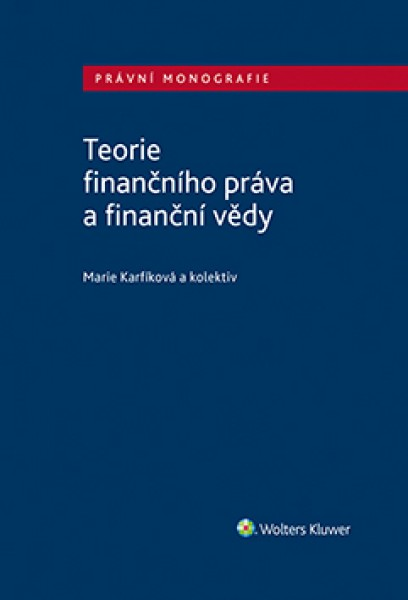 PRÁVNÍ MONOGRAFIE
Teorie
finančního práva
a finanční vědy
Marie Karfíková a kolektiv
Wolters Kluwer